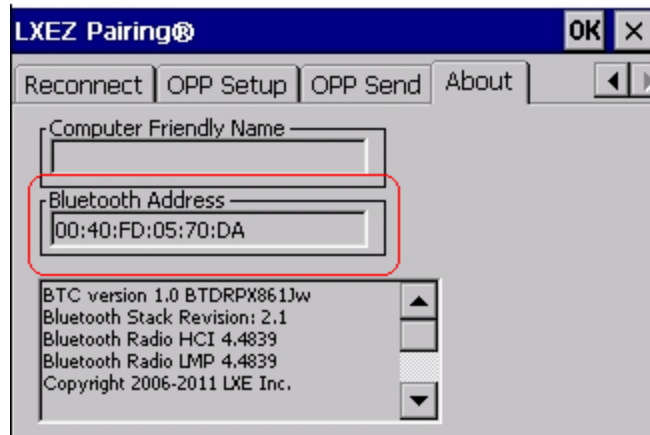 LXEZ Pairing® OK ×
Reconnect OPP Setup OPP Send About
Computer Friendly Name
Bluetooth Address
00:40:FD:05:70:DA
BTC version 1.0 BTDRPX861Jw
Bluetooth Stack Revision: 2.1
Bluetooth Radio HCI 4.4839
Bluetooth Radio LMP 4.4839
Copyright 2006-2011 LXE Inc.